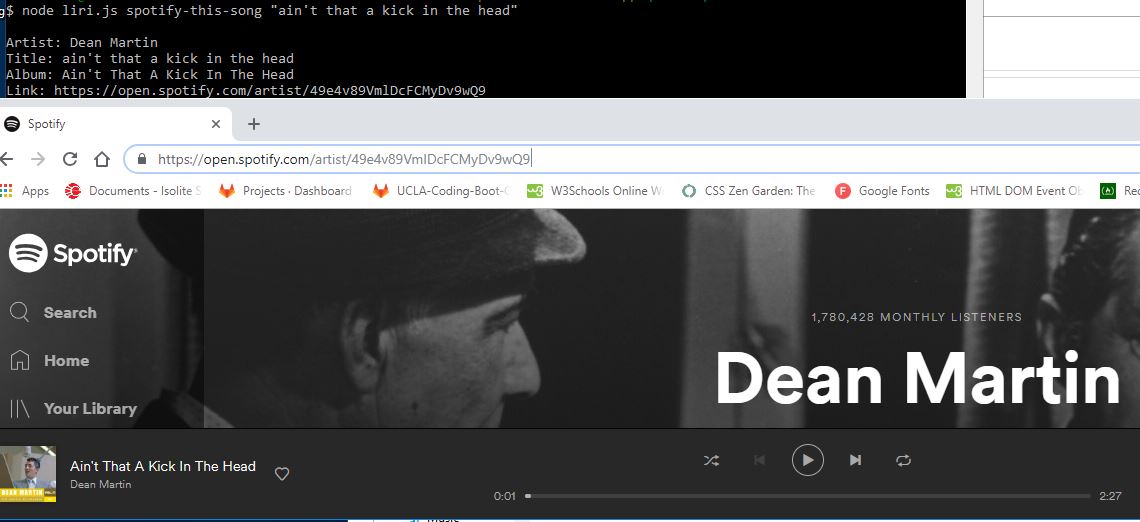 $ node liri.js spotify-this-song "ain't that a kick in the head"
Artist: Dean Martin
Title: ain't that a kick in the head
Album: Ain't That A Kick In The Head
Link: https://open.spotify.com/artist/49e4v89VmlDcFCMyDv9wQ9
Spotify
https://open.spotify.com/artist/49e4v89VmlDcFCMyDv9wQ9
Apps Documents - Isolite S Projects · Dashboard UCLA-Coding-Boot-C W3Schools Online W CSS Zen Garden: The Google Fonts HTML DOM Event Ob Rec
Spotify
Search
Home
Your Library
1,780,428 MONTHLY LISTENERS
Dean Martin
Ain't That A Kick In The Head
Dean Martin
DEAN MARTIN
0:01 2:27
Music